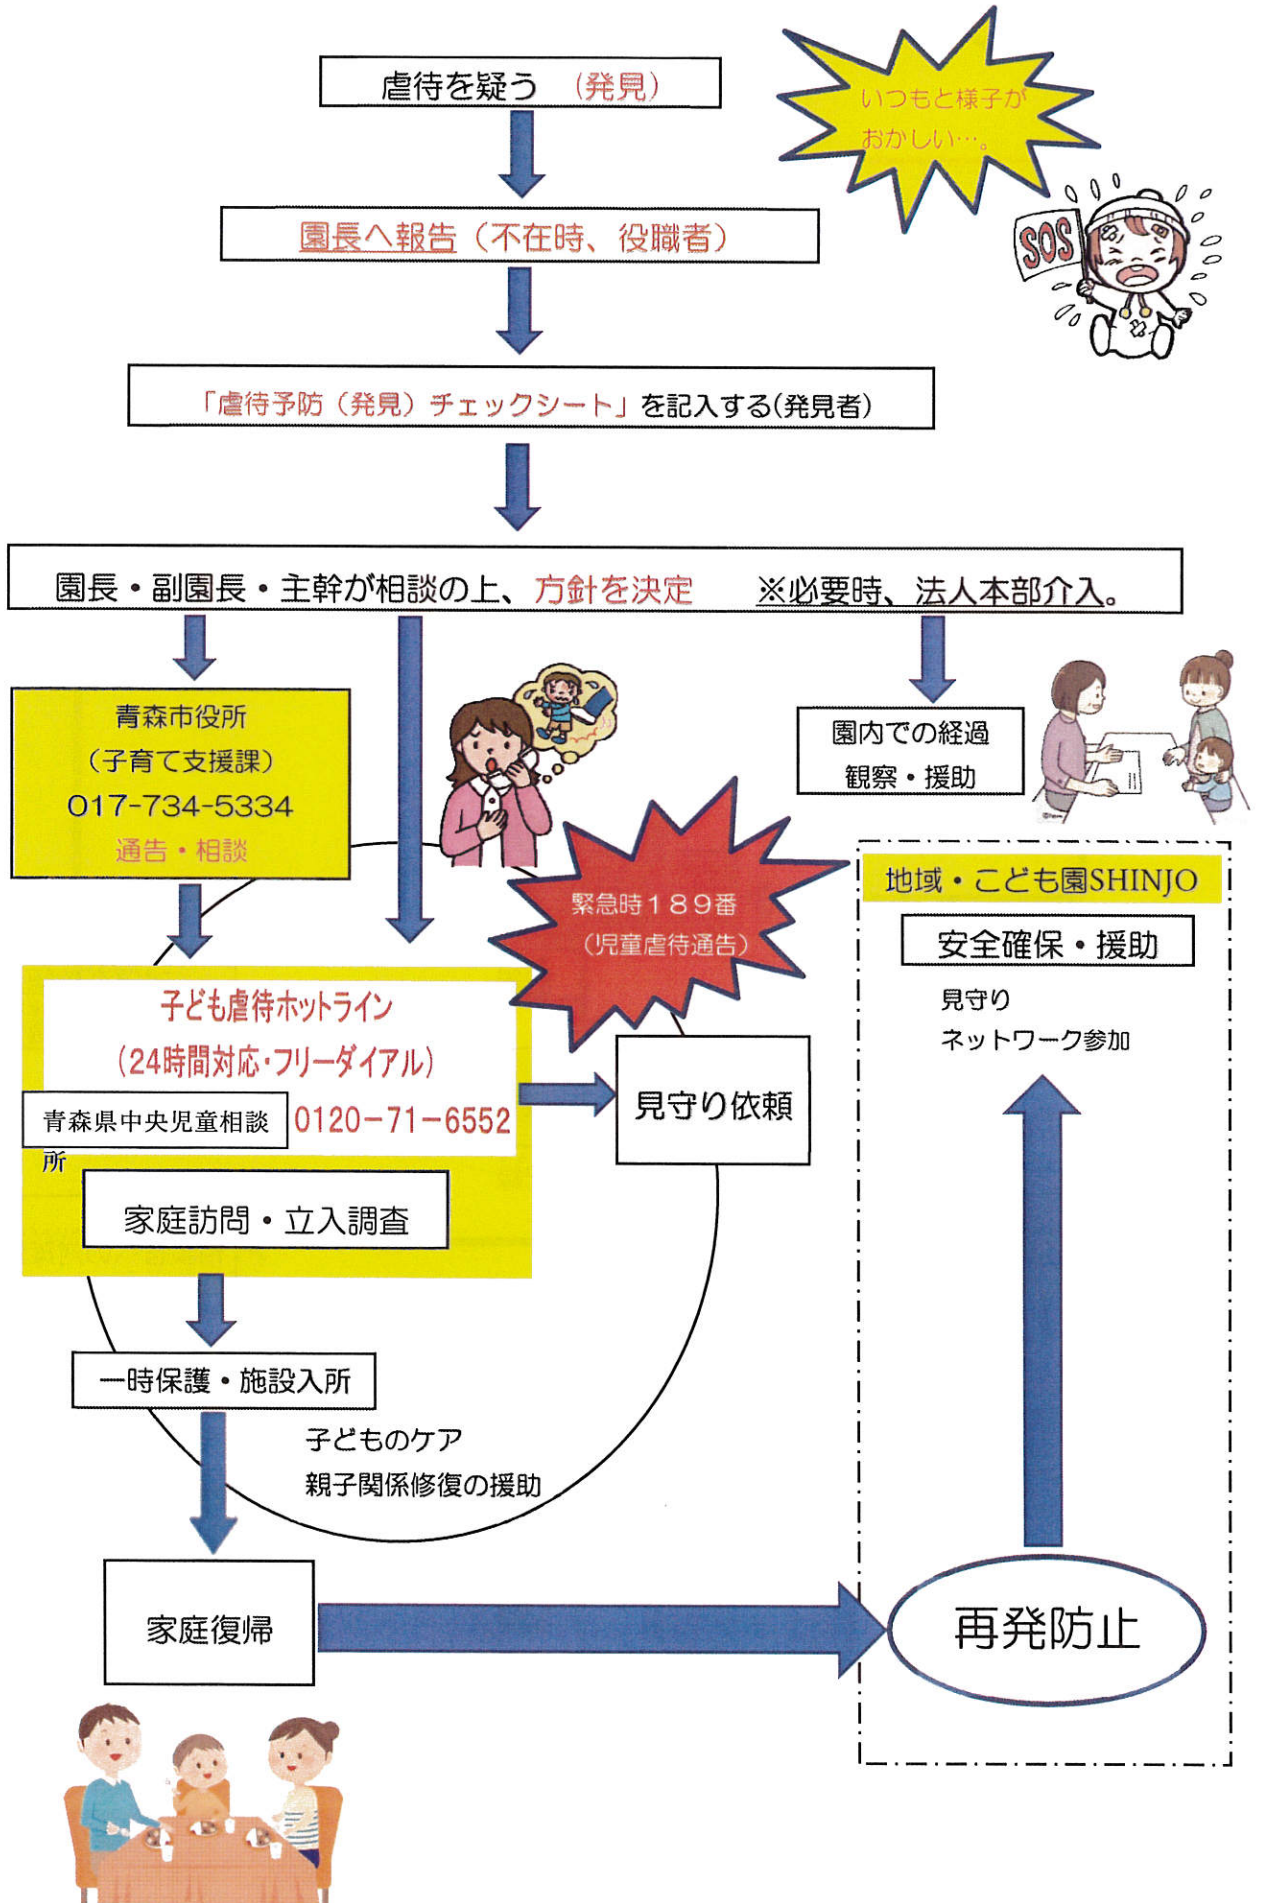 虐待を疑う (発見)
いつもと様子が
おかしい…。
園長へ報告（不在時、役職者）
SOS
「虐待予防（発見）チェックシート」を記入する(発見者)
園長・副園長・主幹が相談の上、方針を決定 ※必要時、法人本部介入。
青森市役所
（子育て支援課）
017-734-5334
通告・相談
園内での経過
観察・援助
緊急時１８９番
（児童虐待通告）
地域・こども園SHINJO
安全確保・援助
見守り
ネットワーク参加
子ども虐待ホットライン
（24時間対応・フリーダイアル）
青森県中央児童相談
所
0120－71－6552
見守り依頼
家庭訪問・立入調査
一時保護・施設入所
子どものケア
親子関係修復の援助
家庭復帰
再発防止